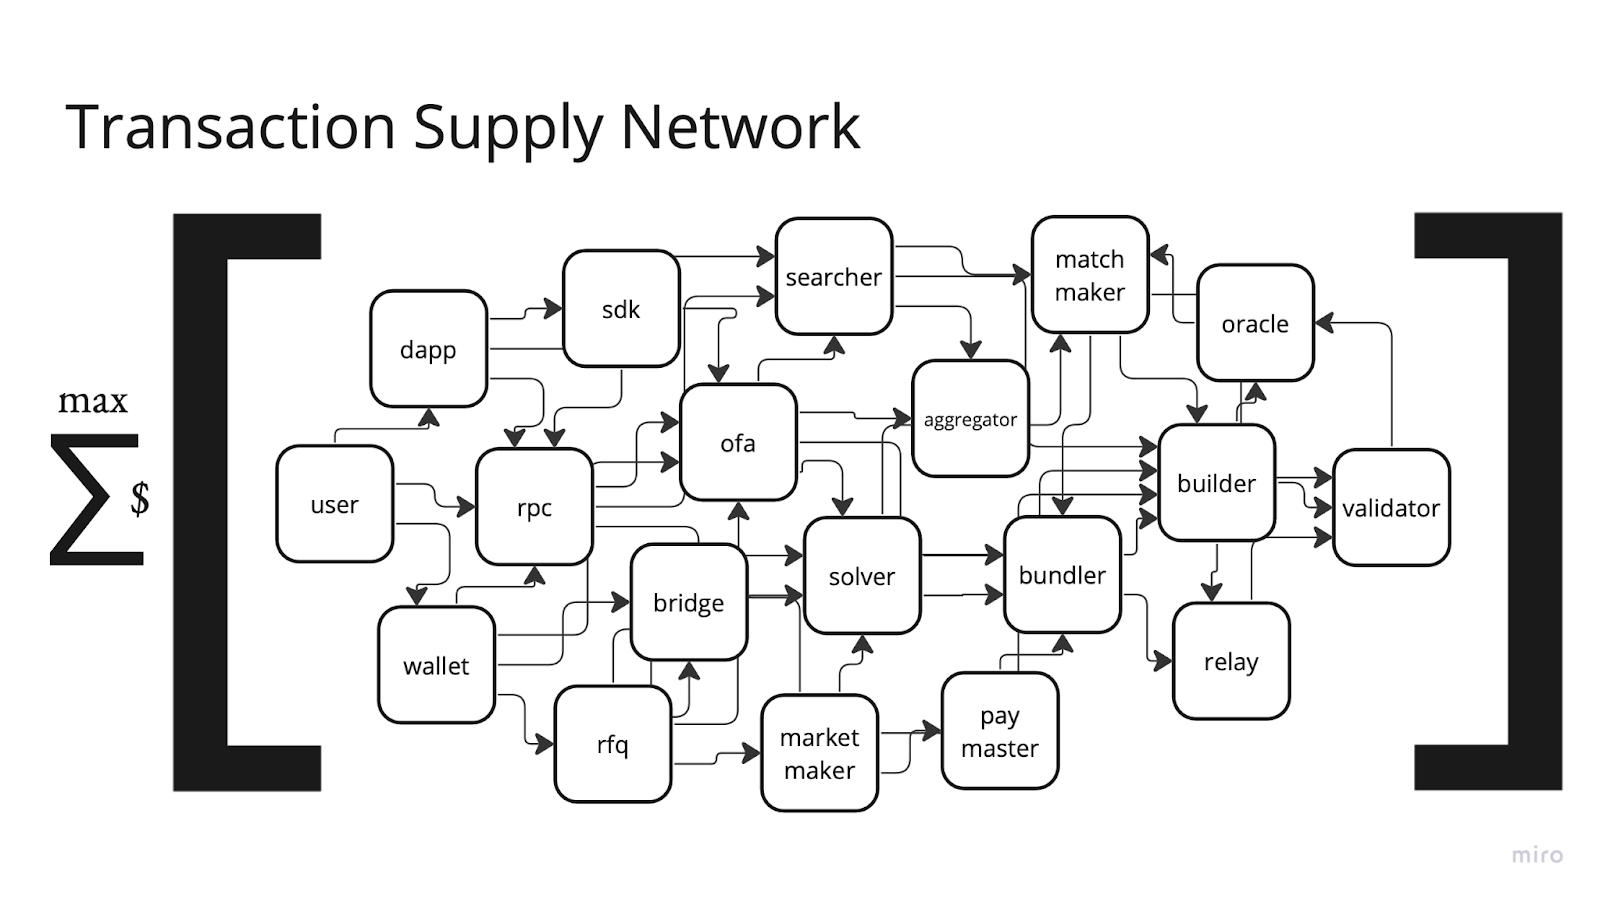 Transaction Supply Network
max
∑
$
user
dapp
wallet
rpc
sdk
rfq
bridge
ofa
searcher
market
maker
solver
aggregator
pay
master
bundler
match
maker
oracle
builder
relay
validator
miro